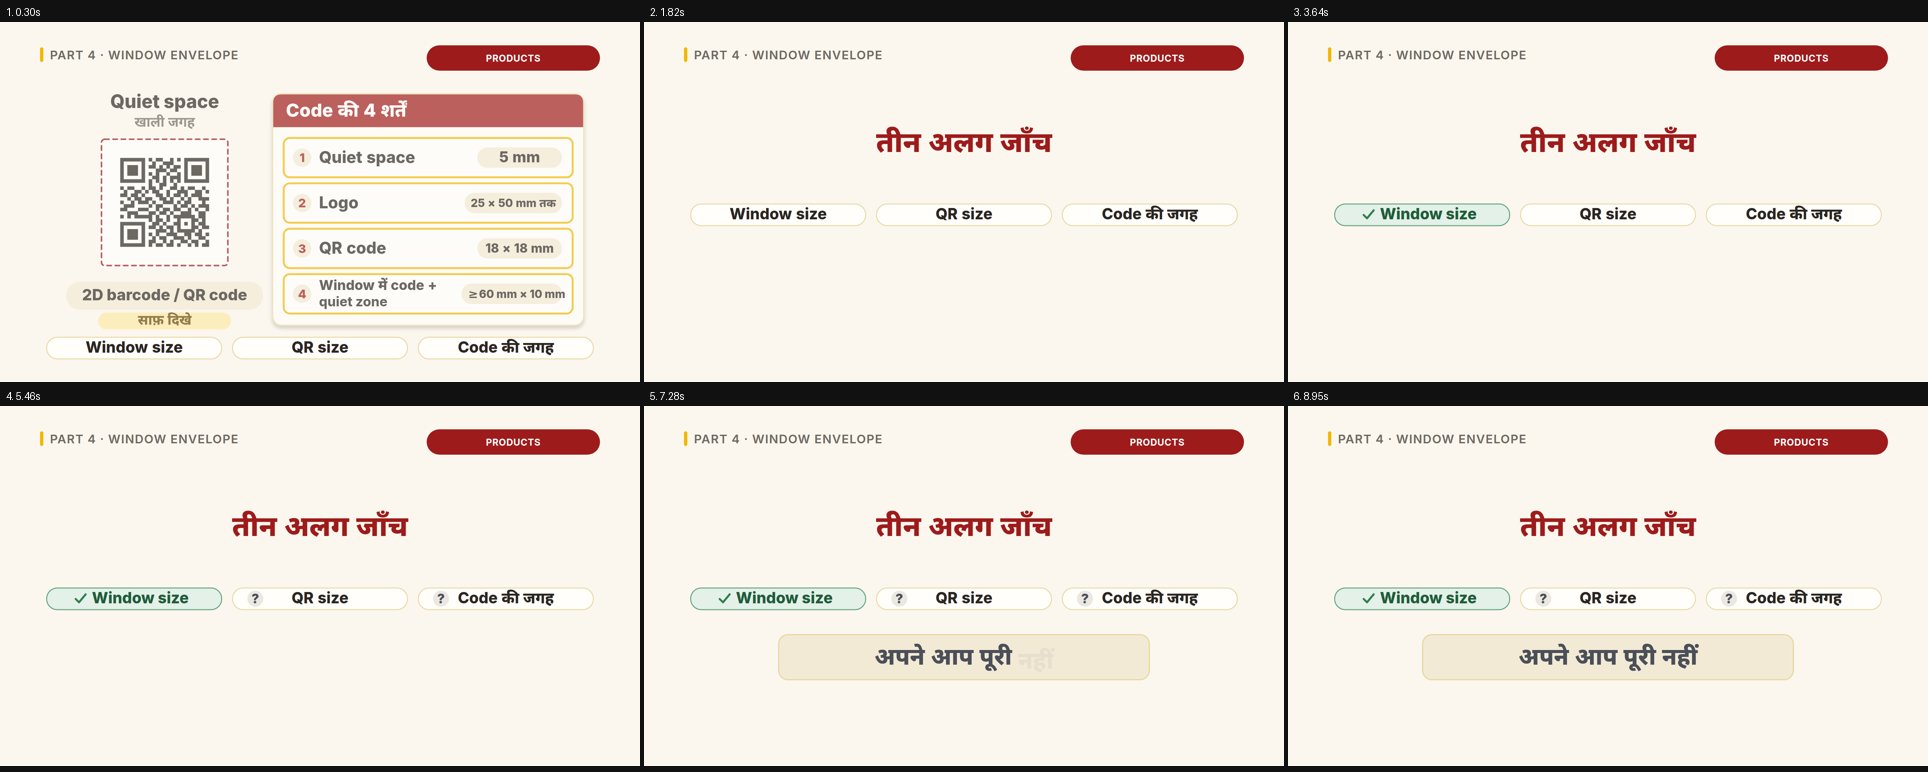 1. 0.30s
PART 4 · WINDOW ENVELOPE
PRODUCTS
Quiet space
खाली जगह
2D barcode / QR code
साफ़ दिखे
Code की 4 शर्तें
1 Quiet space 5 mm
2 Logo 25 × 50 mm तक
3 QR code 18 × 18 mm
4 Window में code + quiet zone ≥ 60 mm × 10 mm
Window size QR size Code की जगह
2. 1.82s
PART 4 · WINDOW ENVELOPE
PRODUCTS
तीन अलग जाँच
Window size QR size Code की जगह
3. 3.64s
PART 4 · WINDOW ENVELOPE
PRODUCTS
तीन अलग जाँच
✓ Window size QR size Code की जगह
4. 5.46s
PART 4 · WINDOW ENVELOPE
PRODUCTS
तीन अलग जाँच
✓ Window size ? QR size ? Code की जगह
5. 7.28s
PART 4 · WINDOW ENVELOPE
PRODUCTS
तीन अलग जाँच
✓ Window size ? QR size ? Code की जगह
अपने आप पूरी नहीं
6. 8.95s
PART 4 · WINDOW ENVELOPE
PRODUCTS
तीन अलग जाँच
✓ Window size ? QR size ? Code की जगह
अपने आप पूरी नहीं